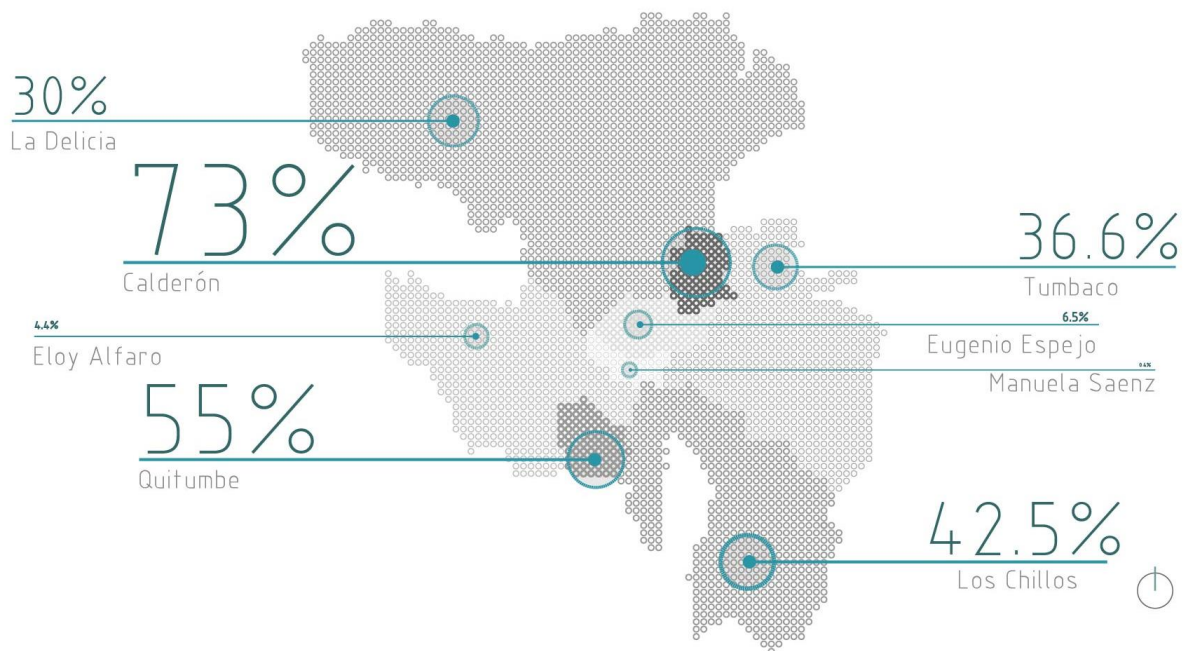 30%
La Delicia
73%
Calderón
36.6%
Tumbaco
4.4%
Eloy Alfaro
6.5%
Eugenio Espejo
Manuela Saenz
55%
Quitumbe
42.5%
Los Chillos